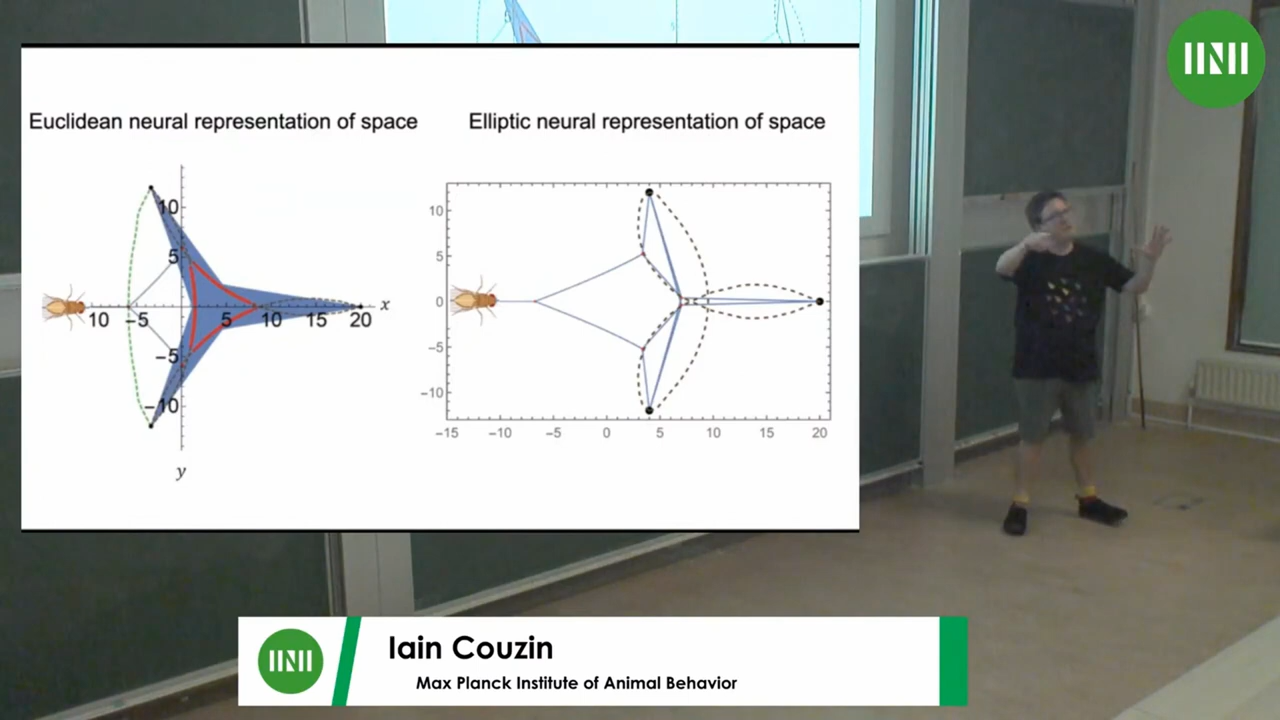 IINII
Euclidean neural representation of space
Elliptic neural representation of space
10
5
10 −5 5 10 15 20 x
−5
−10
y
10
5
0
−5
−10
−15 −10 −5 0 5 10 15 20
IINII
Iain Couzin
Max Planck Institute of Animal Behavior